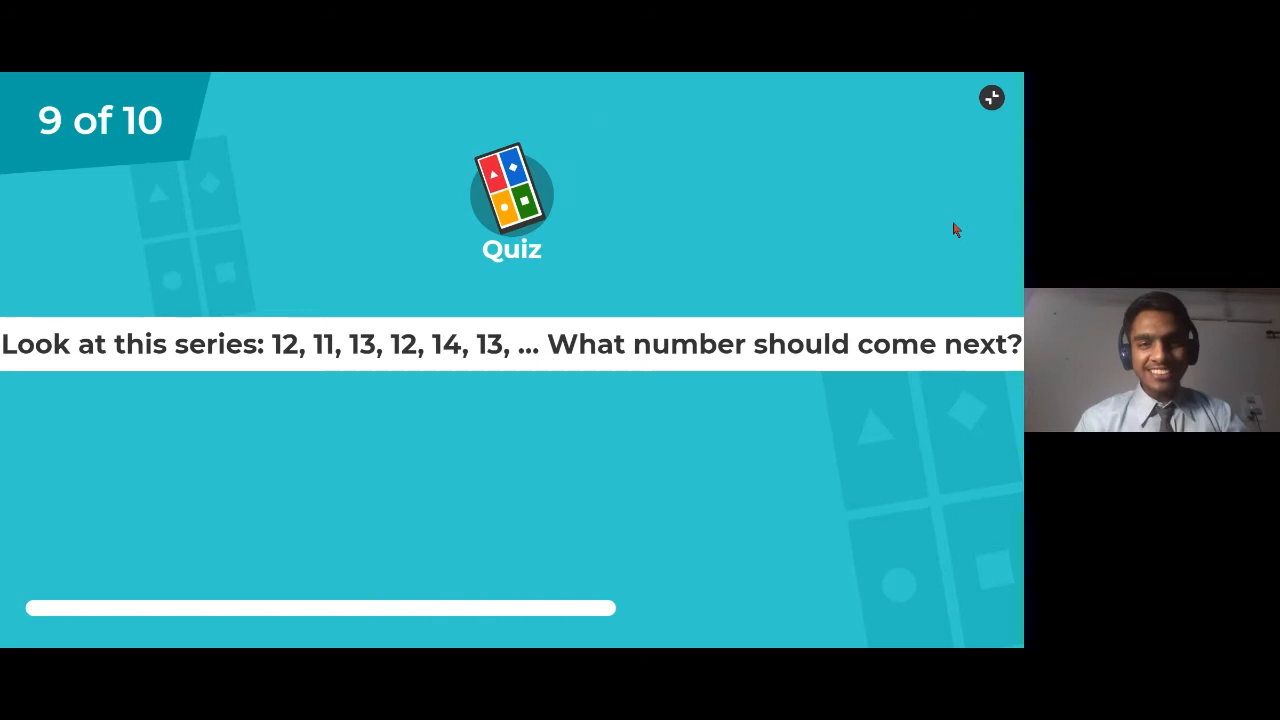 9 of 10
Quiz
Look at this series: 12, 11, 13, 12, 14, 13, ... What number should come next?